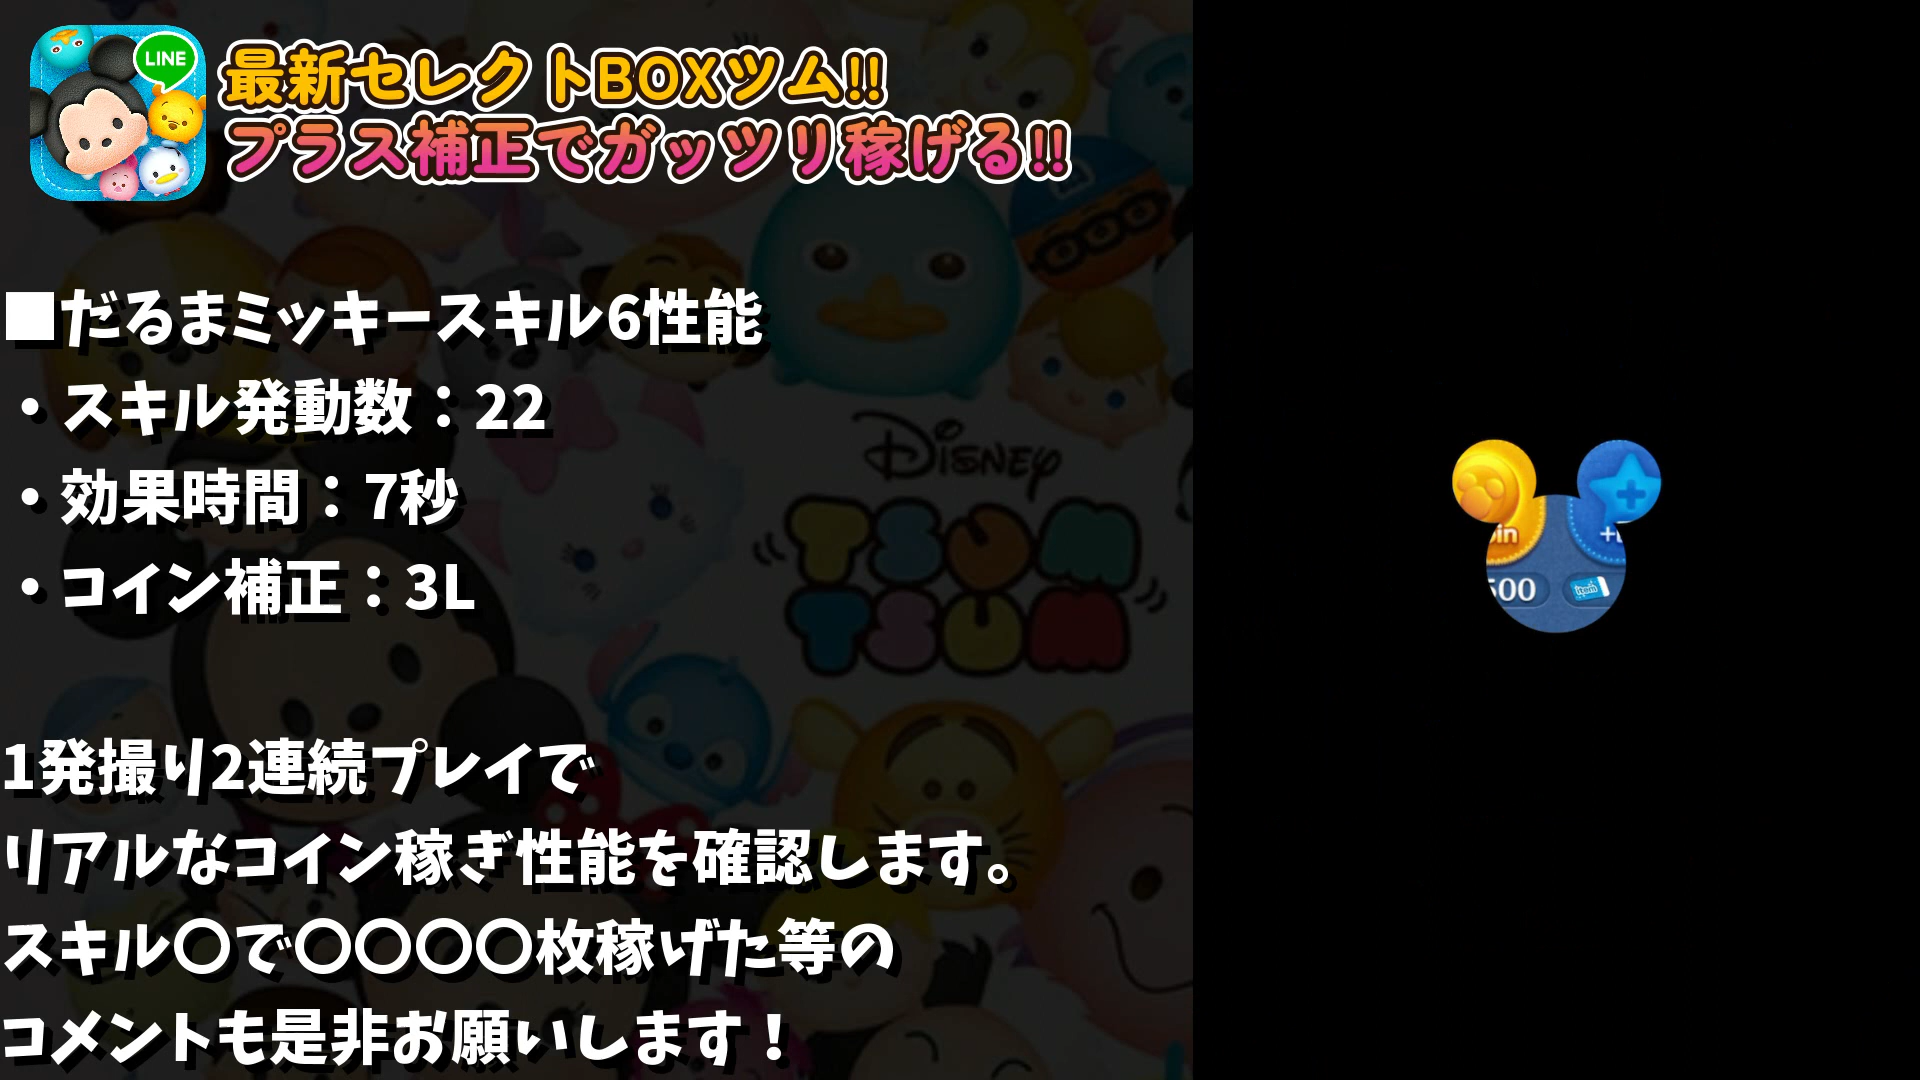 LINE
最新セレクトBOXツム!!
プラス補正でガッツリ稼げる!!
■だるまミッキースキル6性能
・スキル発動数：22
・効果時間：7秒
・コイン補正：3L
1発撮り2連続プレイで
リアルなコイン稼ぎ性能を確認します。
スキル〇で〇〇〇〇枚稼げた等の
コメントも是非お願いします！
DISNEY
TSUM
TSUM
500
item